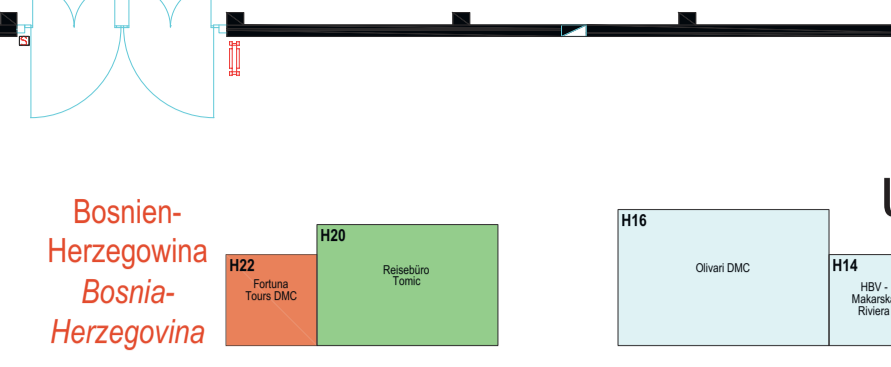 S
Bosnien-
Herzegowina
Bosnia-
Herzegovina
H22
Fortuna
Tours DMC
H20
Reisebüro
Tomic
H16
Olivari DMC
H14
HBV -
Makarska
Riviera